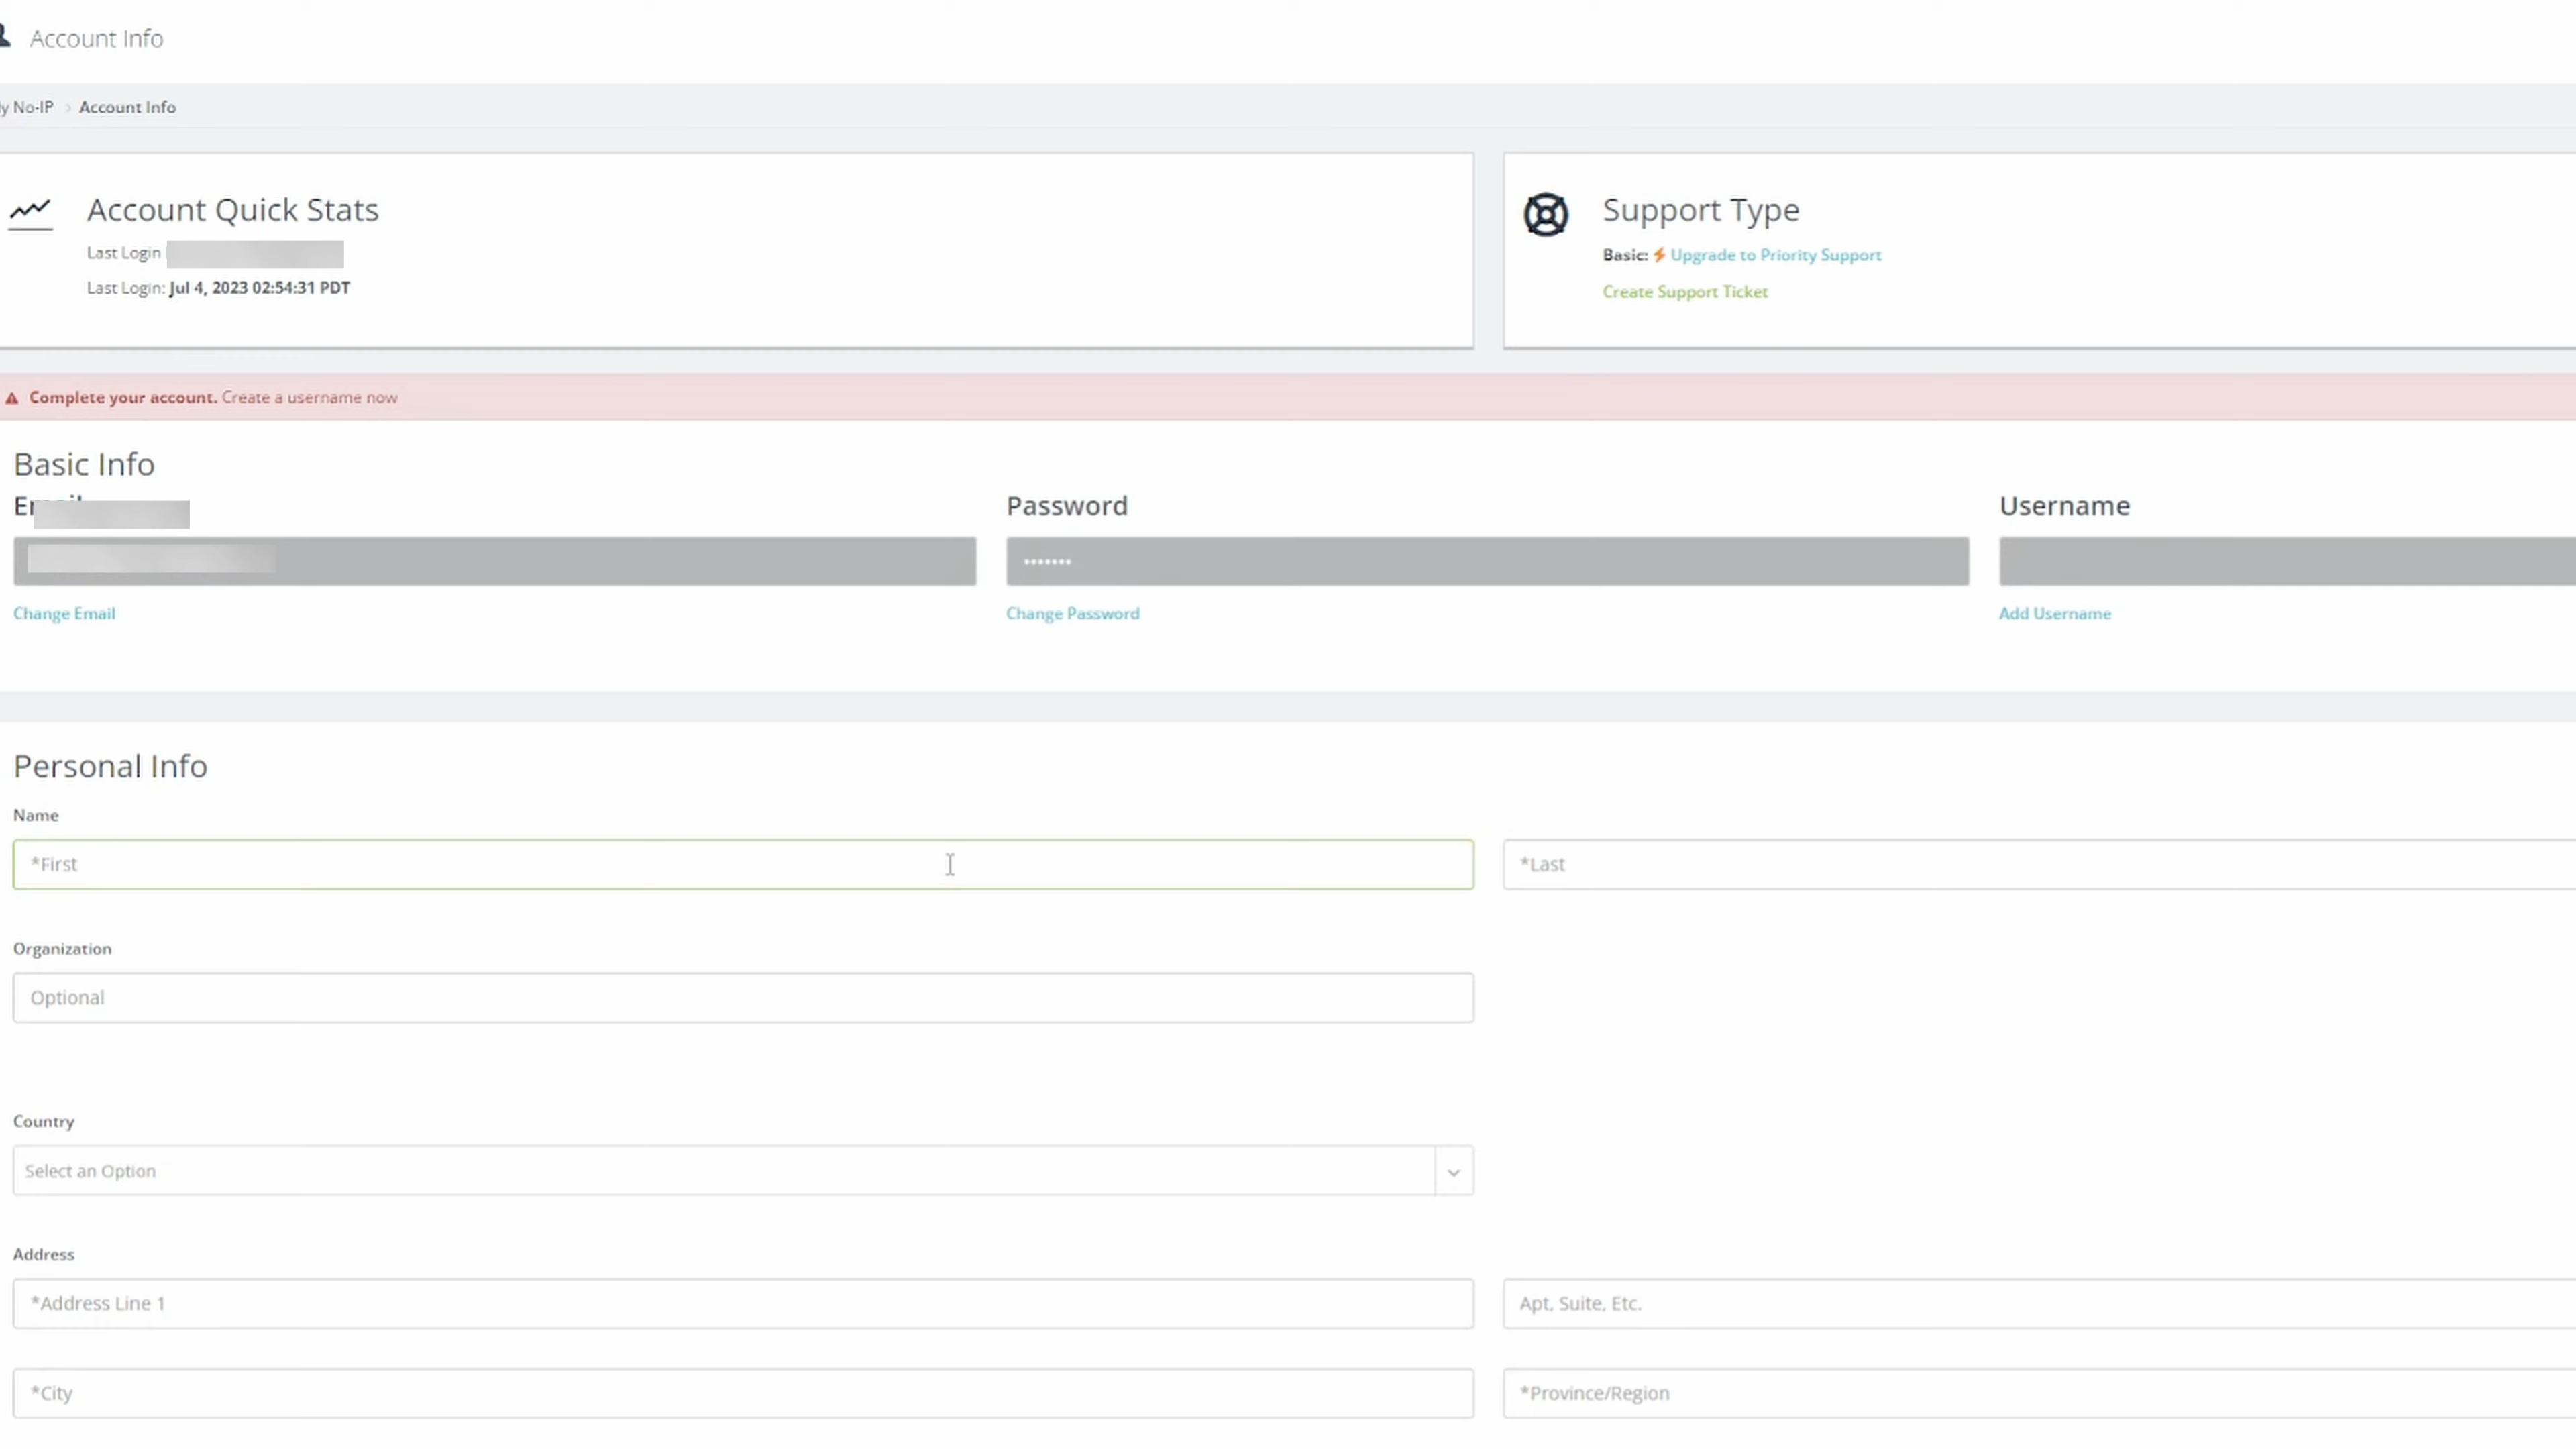 Account Info
No-IP > Account Info
Account Quick Stats
Last Login
Last Login: Jul 4, 2023 02:54:31 PDT
Support Type
Basic: Upgrade to Priority Support
Create Support Ticket
Complete your account. Create a username now
Basic Info
Password
Username
•••••••
Change Email
Change Password
Add Username
Personal Info
Name
*First
*Last
Organization
Optional
Country
Select an Option
Address
*Address Line 1
Apt, Suite, Etc.
*City
*Province/Region